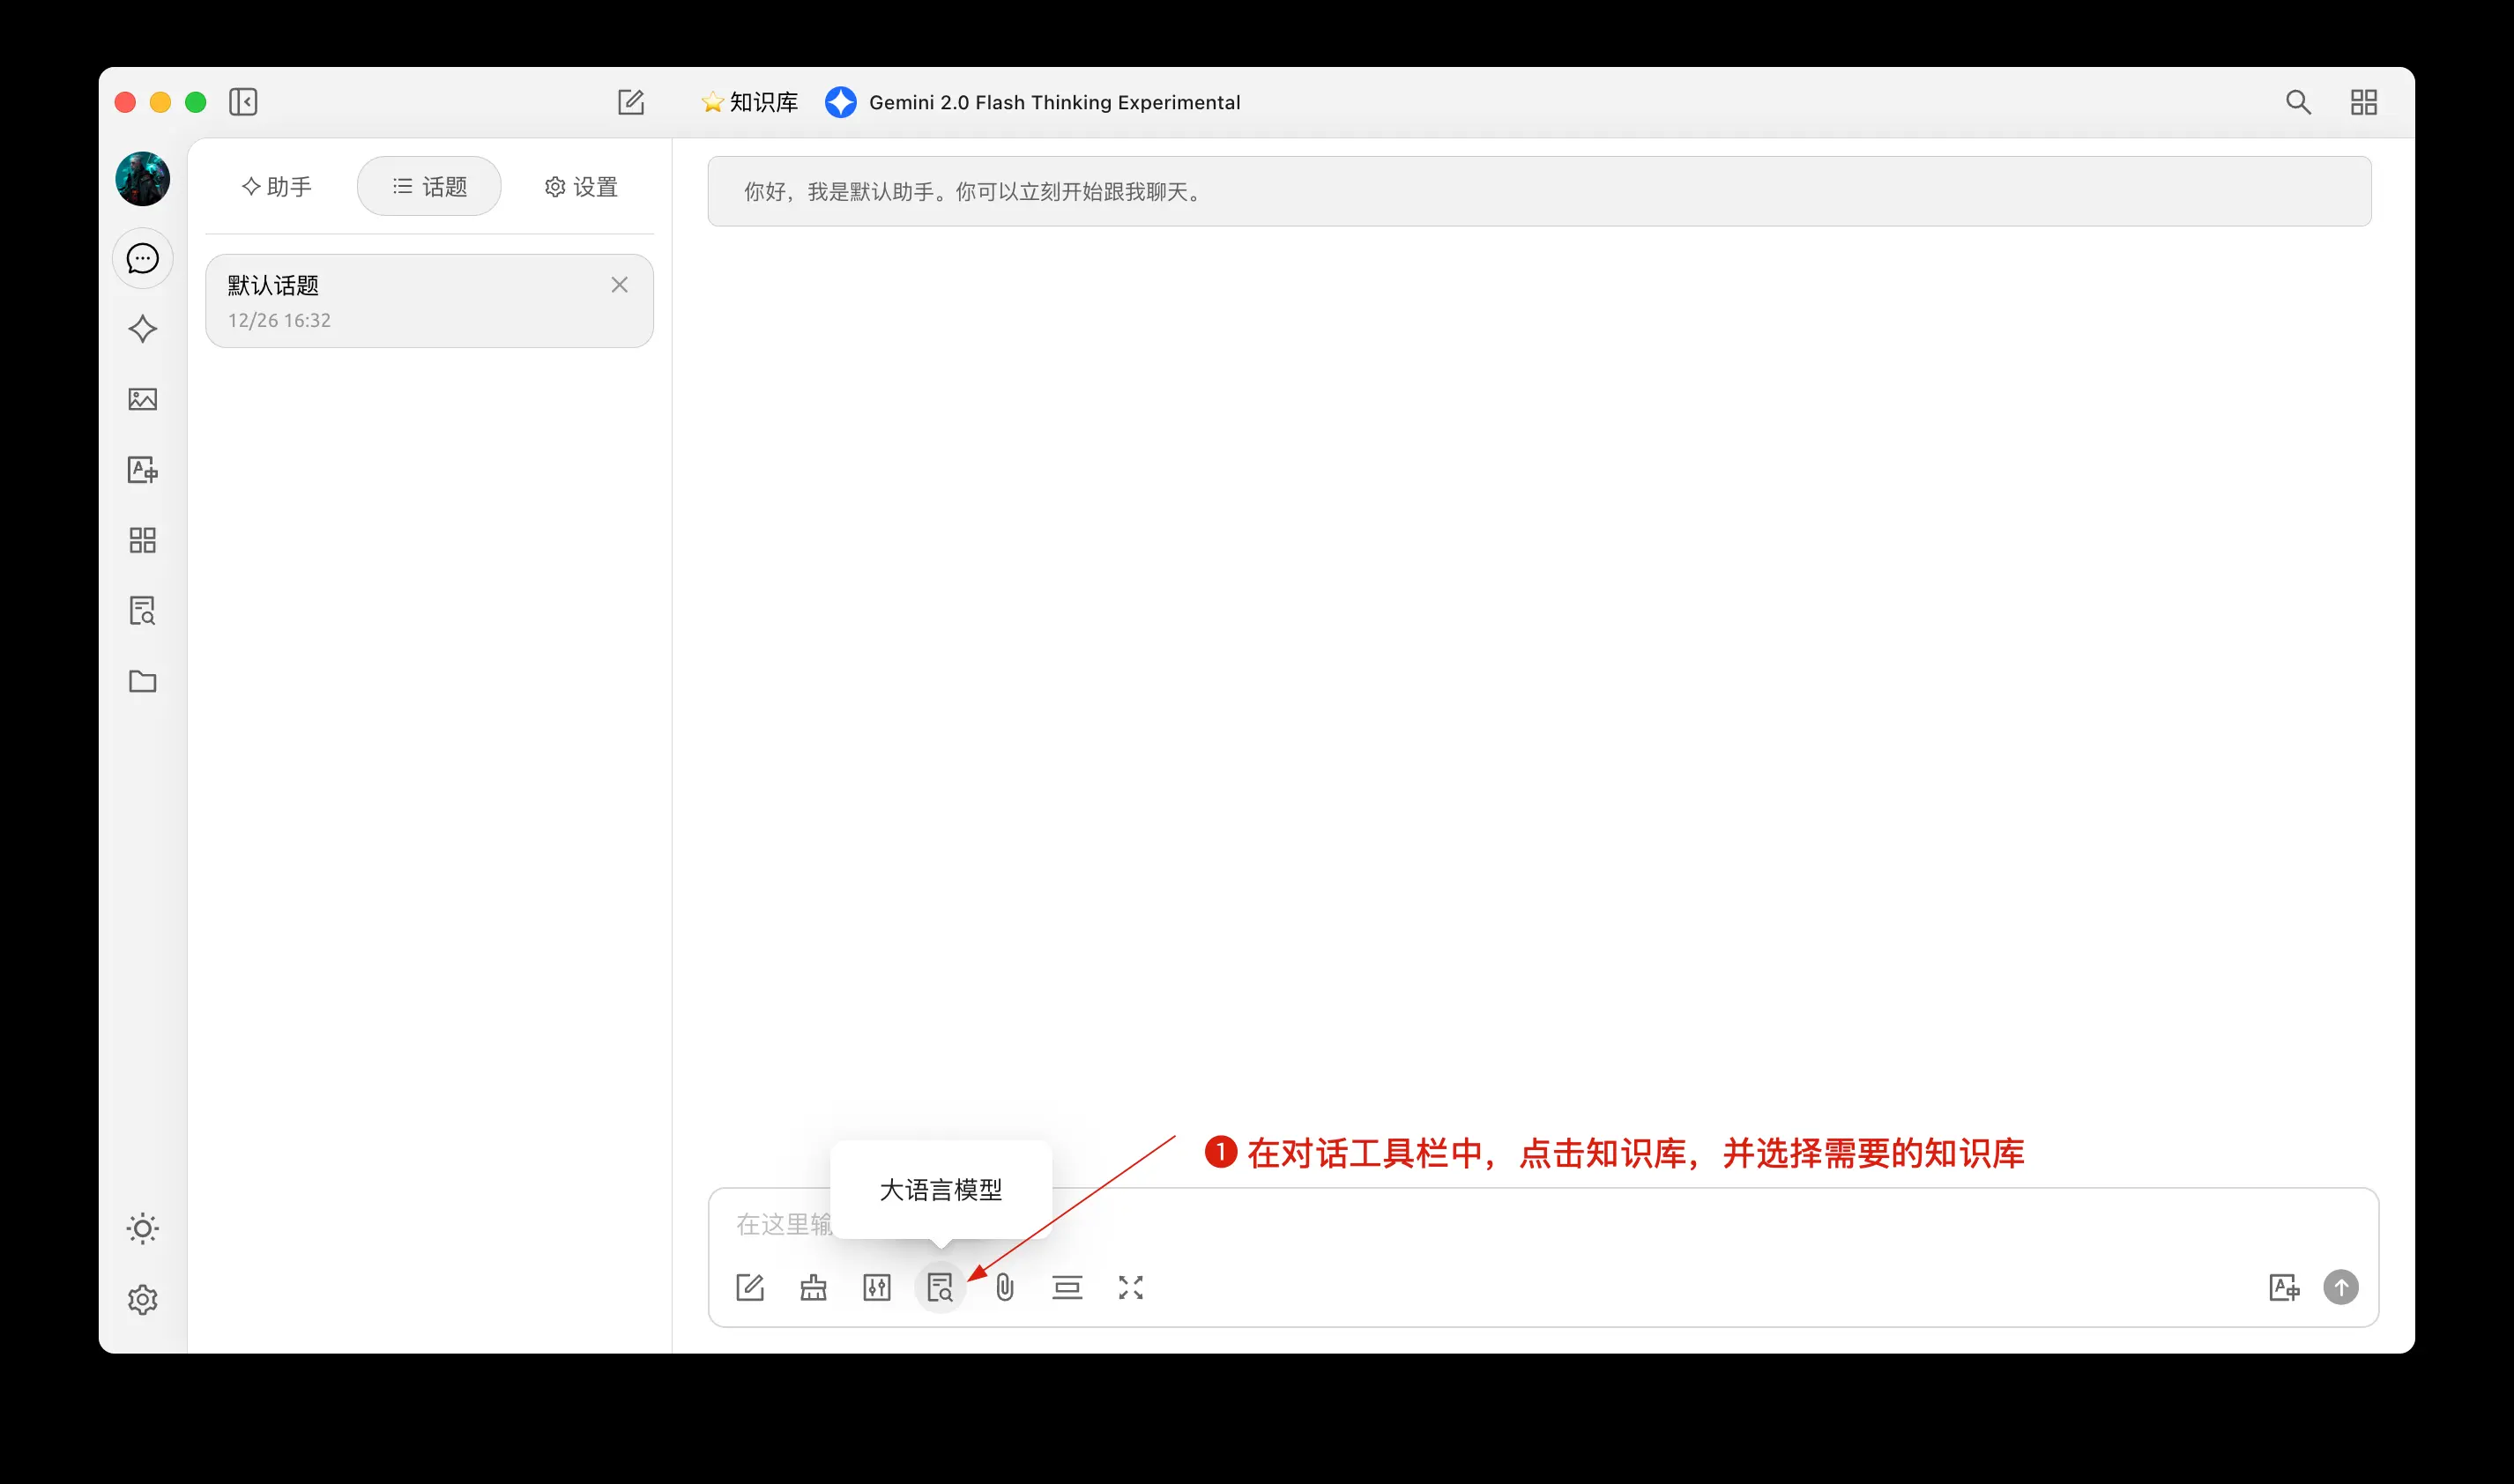 ⭐ 知识库 Gemini 2.0 Flash Thinking Experimental
助手 话题 设置
默认话题
12/26 16:32
你好，我是默认助手。你可以立刻开始跟我聊天。
1 在对话工具栏中，点击知识库，并选择需要的知识库
大语言模型
在这里输